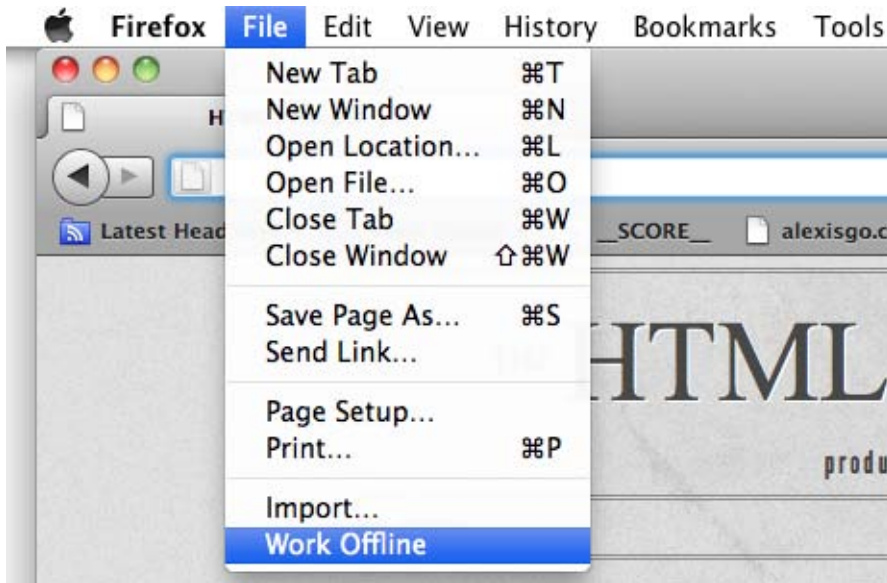 Firefox File Edit View History Bookmarks Tools
New Tab ⌘T
New Window ⌘N
Open Location... ⌘L
Open File... ⌘O
Close Tab ⌘W
Close Window ⇧⌘W
Save Page As... ⌘S
Send Link...
Page Setup...
Print... ⌘P
Import...
Work Offline
H
Latest Head
__SCORE__ alexisgo.c
HTML
produ